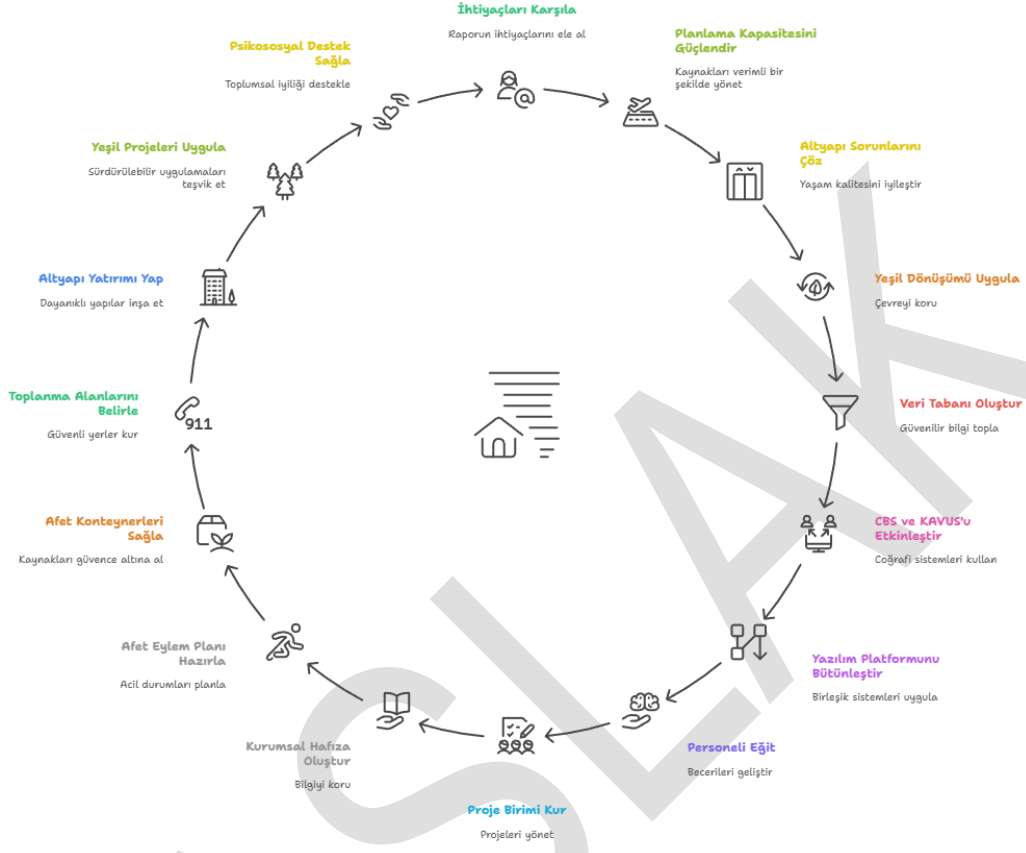 İhtiyaçları Karşıla
Raporun ihtiyaçlarını ele al
Planlama Kapasitesini
Güçlendir
Kaynakları verimli bir
şekilde yönet
Altyapı Sorunlarını
Çöz
Yaşam kalitesini iyileştir
Yeşil Dönüşümü Uygula
Çevreyi koru
Veri Tabanı Oluştur
Güvenilir bilgi topla
CBS ve KAVUS'u
Etkinleştir
Coğrafi sistemleri kullan
Yazılım Platformunu
Bütünleştir
Birleşik sistemleri uygula
Personeli Eğit
Becerileri geliştir
Proje Birimi Kur
Projeleri yönet
Kurumsal Hafıza
Oluştur
Bilgiyi koru
Afet Eylem Planı
Hazırla
Acil durumları planla
Afet Konteynerleri
Sağla
Kaynakları güvence altına al
Toplanma Alanlarını
Belirle
Güvenli yerler kur
911
Altyapı Yatırımı Yap
Dayanıklı yapılar inşa et
Yeşil Projeleri Uygula
Sürdürülebilir uygulamaları
teşvik et
Psikososyal Destek
Sağla
Toplumsal iyiliği destekle
SLAK